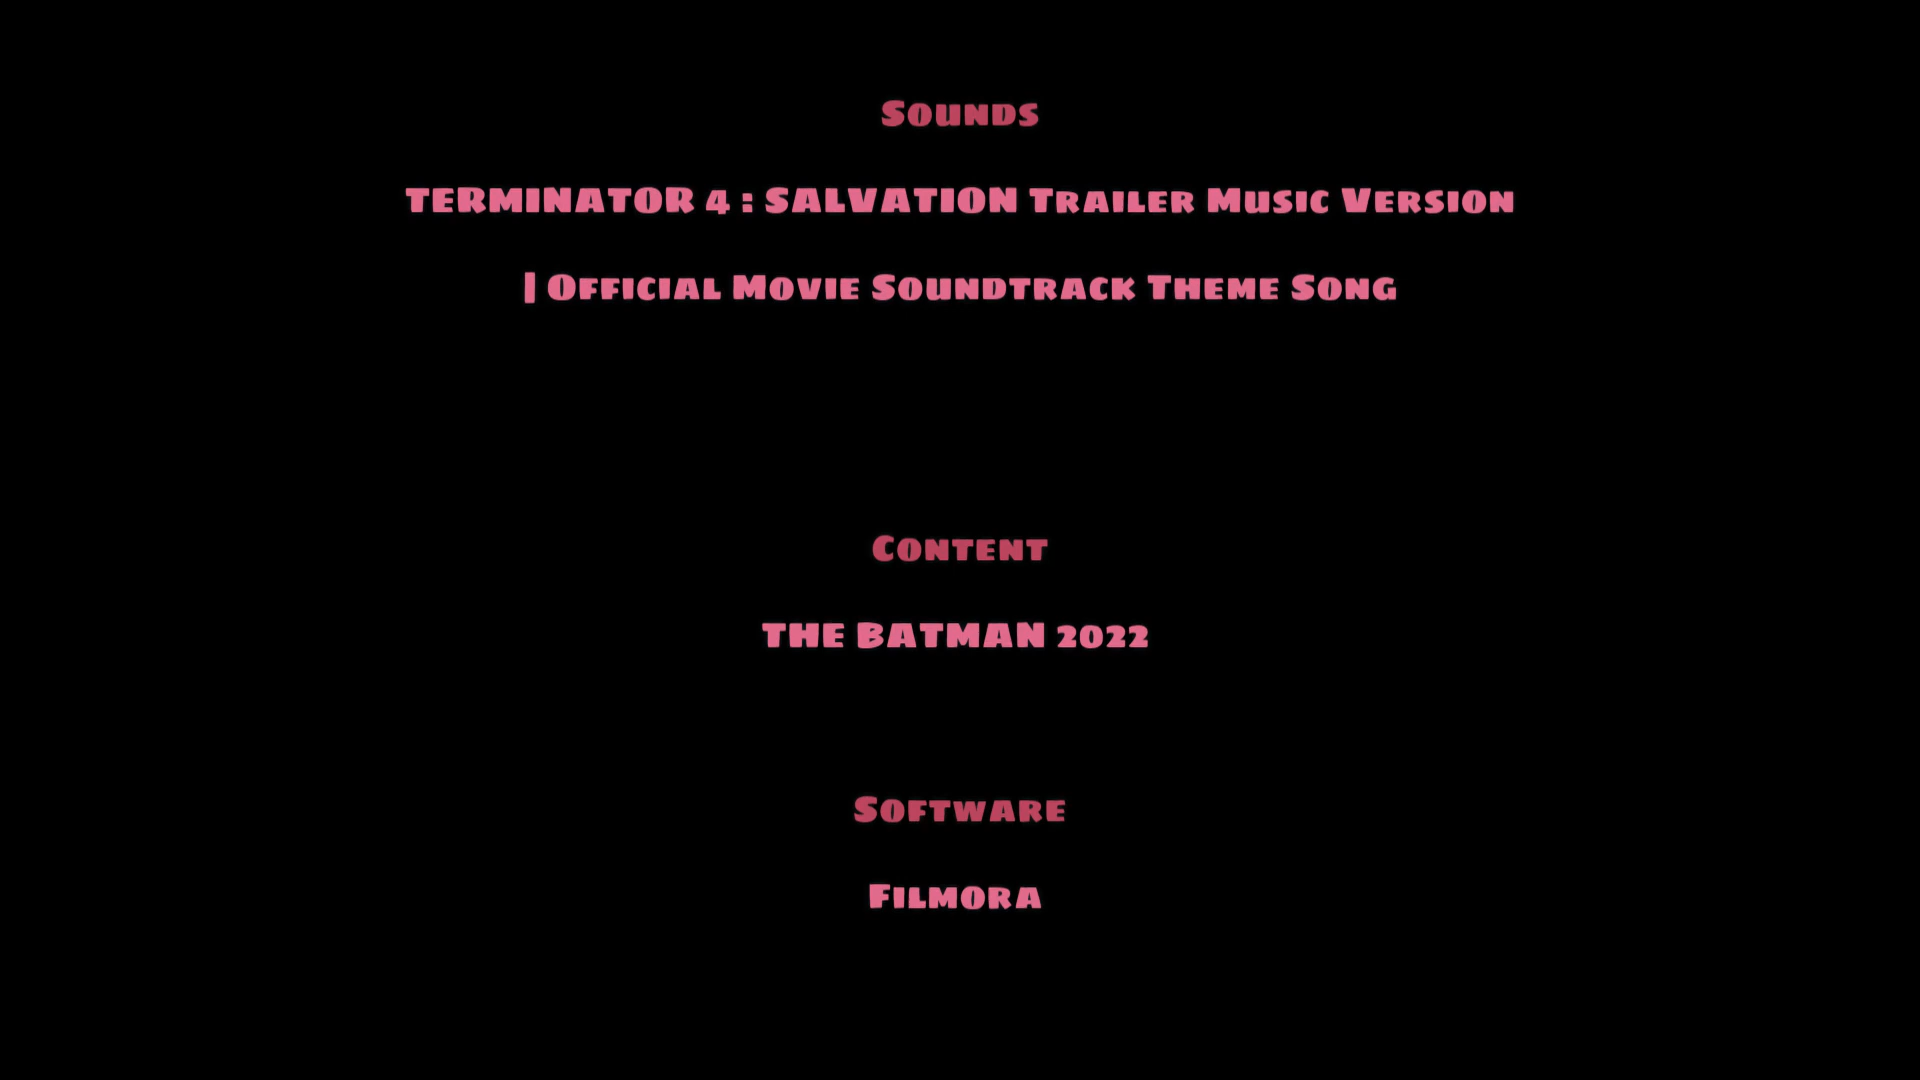 Sounds
TERMINATOR 4 : SALVATION Trailer Music Version
| Official Movie Soundtrack Theme Song
Content
THE BATMAN 2022
Software
Filmora